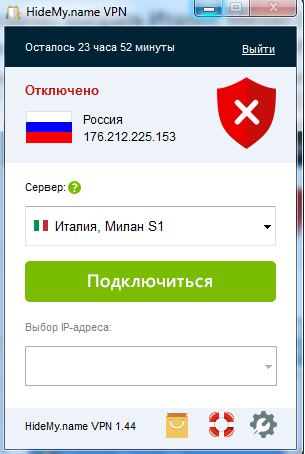 HideMy.name VPN
Осталось 23 часа 52 минуты
Выйти
Отключено
Россия
176.212.225.153
Сервер: ?
Италия, Милан S1
Подключиться
Выбор IP-адреса:
HideMy.name VPN 1.44